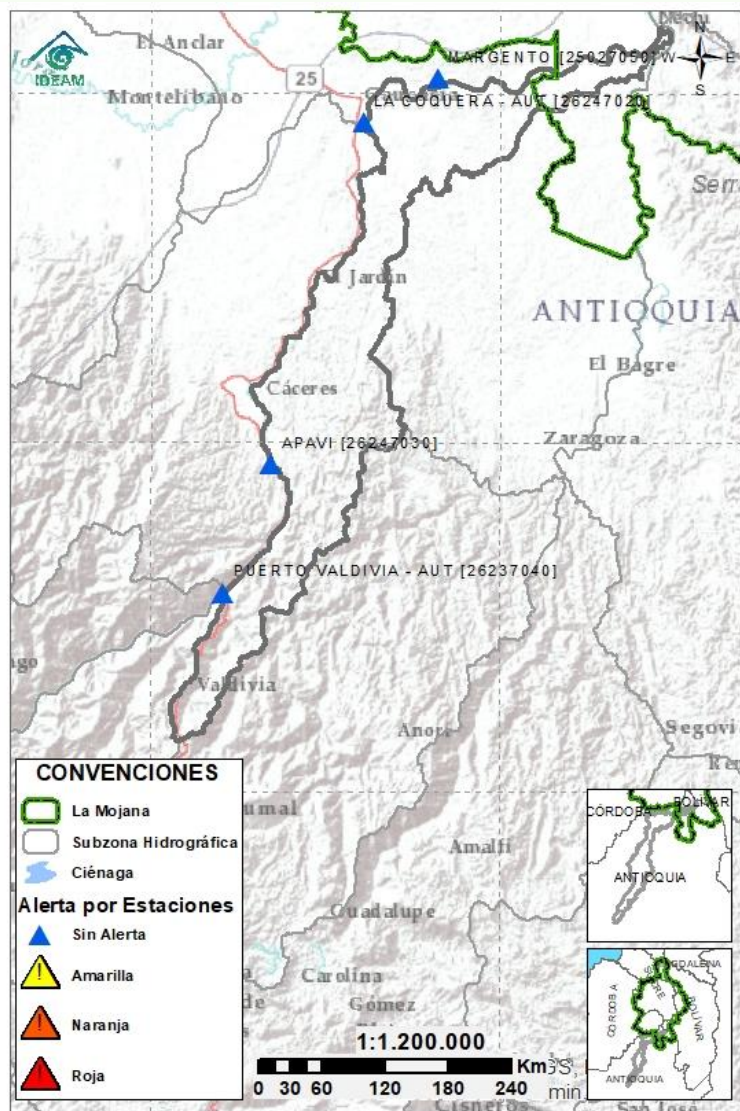 IDEAM
El Anclar
Montelíbano
25
N
W
E
S
MARGENTO [25027050]
LA COQUERA - AUT [26247020]
El Jardín
ANTIOQUIA
El Bagre
Cáceres
Zaragoza
APAVI [26247030]
PUERTO VALDIVIA - AUT [26237040]
Valdivia
Anorí
Amalfi
Guadalupe
Carolina
Gómez
Cisneros
CONVENCIONES
La Mojana
Subzona Hidrográfica
Ciénaga
Alerta por Estaciones
Sin Alerta
Amarilla
Naranja
Roja
1:1.200.000
Km
0 30 60 120 180 240
CÓRDOBA
BOLÍVAR
ANTIOQUIA
CÓRDOBA
SUCRE
BOLÍVAR
ANTIOQUIA